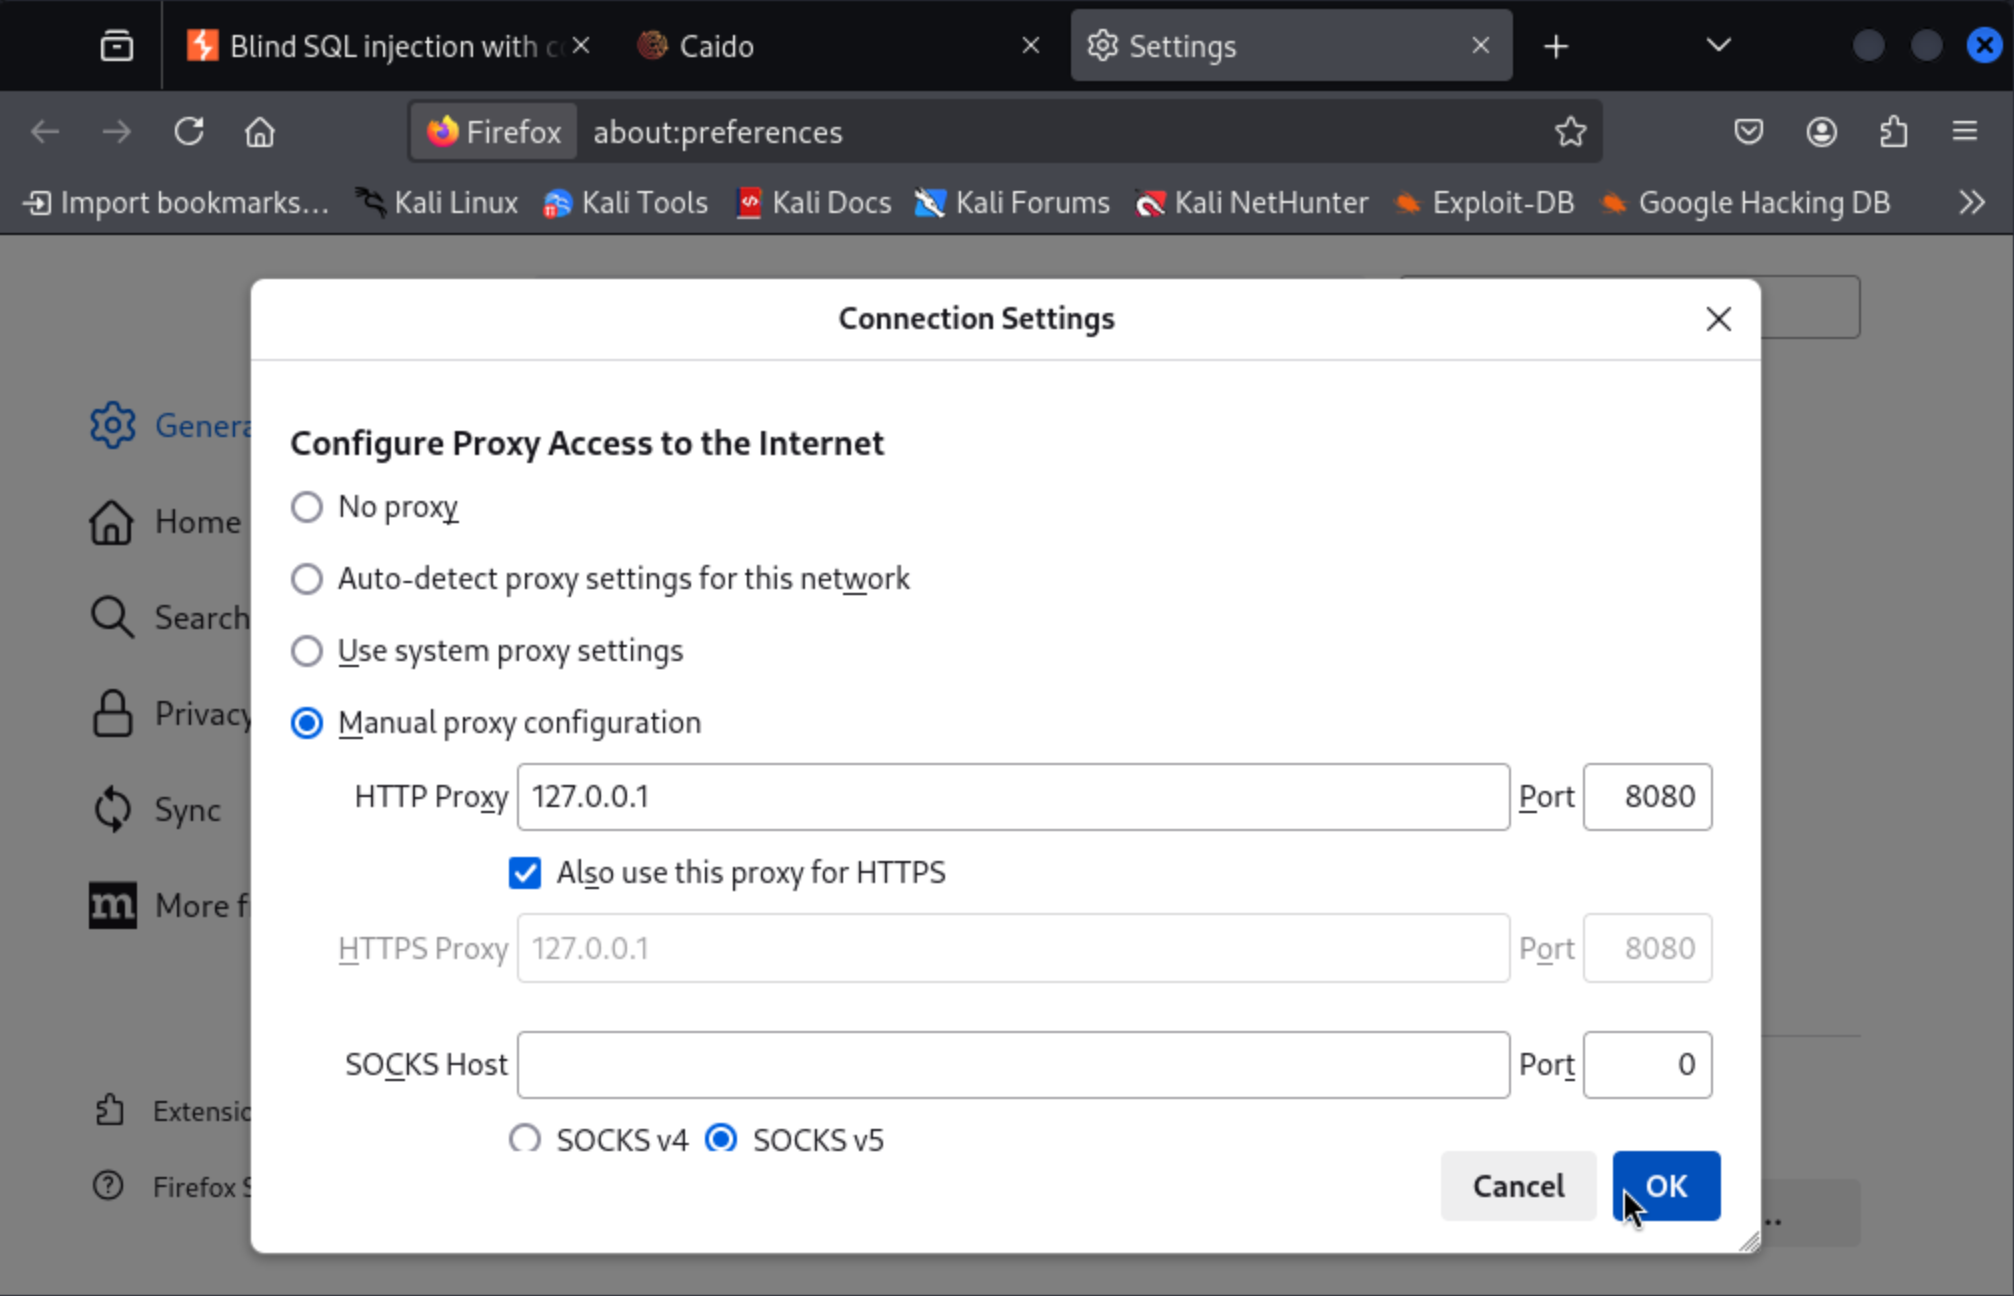 Blind SQL injection with c
Caido
Settings
Firefox
about:preferences
Import bookmarks...
Kali Linux
Kali Tools
Kali Docs
Kali Forums
Kali NetHunter
Exploit-DB
Google Hacking DB
Connection Settings
General
Home
Search
Privacy
Sync
More f
Extensio
Firefox S
Configure Proxy Access to the Internet
No proxy
Auto-detect proxy settings for this network
Use system proxy settings
Manual proxy configuration
HTTP Proxy 127.0.0.1 Port 8080
Also use this proxy for HTTPS
HTTPS Proxy 127.0.0.1 Port 8080
SOCKS Host Port 0
SOCKS v4 SOCKS v5
Cancel OK